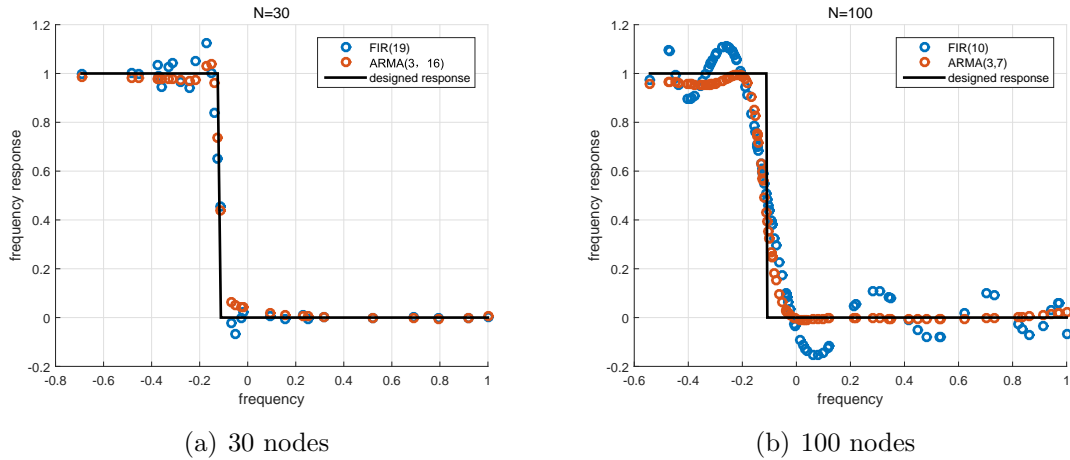 N=30
1.2
1
0.8
0.6
0.4
0.2
0
-0.2
-0.8 -0.6 -0.4 -0.2 0 0.2 0.4 0.6 0.8 1
frequency
frequency response
FIR(19)
ARMA(3，16)
designed response
(a) 30 nodes
N=100
1.2
1
0.8
0.6
0.4
0.2
0
-0.2
-0.6 -0.4 -0.2 0 0.2 0.4 0.6 0.8 1
frequency
frequency response
FIR(10)
ARMA(3,7)
designed response
(b) 100 nodes